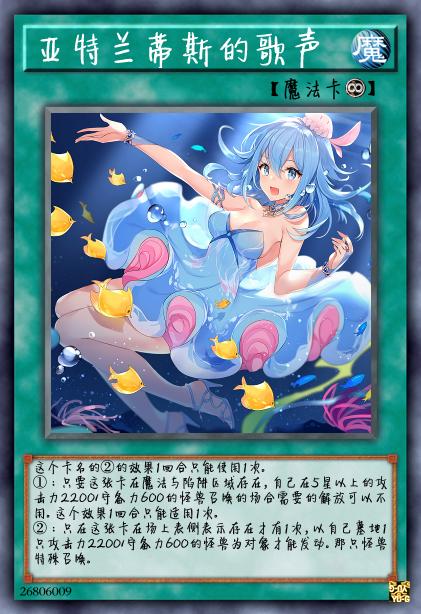 亚特兰蒂斯的歌声
魔
【魔法卡♾】
这个卡名的②的效果1回合只能使用1次。
①：只要这张卡在魔法与陷阱区域存在，自己在5星以上的攻
击力2200/守备力600的怪兽召唤的场合需要的解放可以不
用。这个效果1回合只能适用1次。
②：只在这张卡在场上表侧表示存在才有1次，以自己墓地1
只攻击力2200/守备力600的怪兽为对象才能发动。那只怪兽
特殊召唤。
26806009